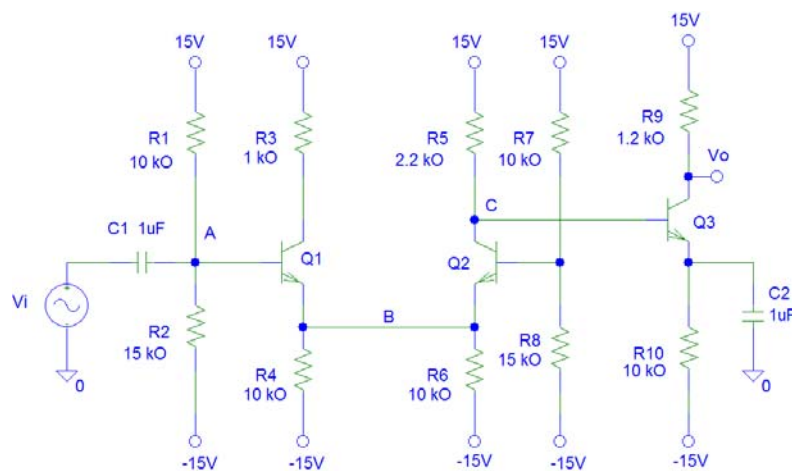 15V
15V
15V
15V
15V
R1
10 kO
R3
1 kO
R5
2.2 kO
R7
10 kO
R9
1.2 kO
Vo
C1 1uF
A
C
Q1
Q2
Q3
Vi
R2
15 kO
B
R4
10 kO
R6
10 kO
R8
15 kO
R10
10 kO
C2
1uF
0
0
-15V
-15V
-15V
-15V
-15V